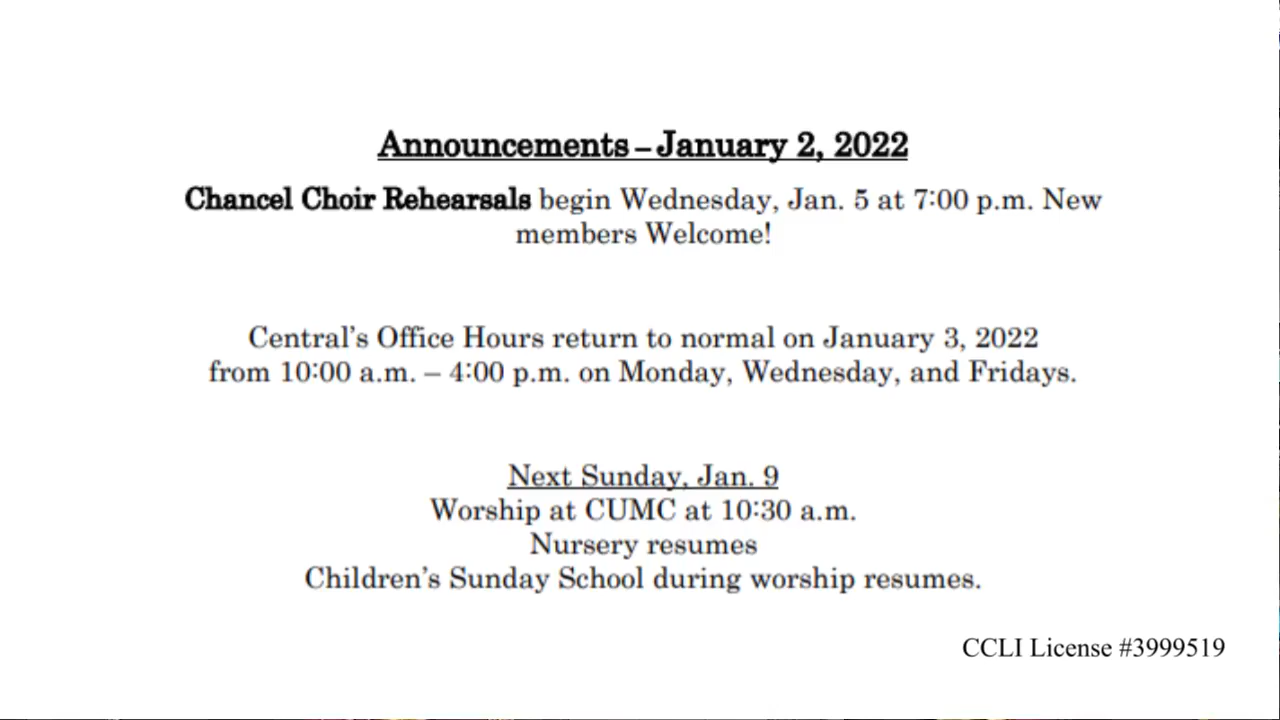 Announcements – January 2, 2022
Chancel Choir Rehearsals begin Wednesday, Jan. 5 at 7:00 p.m. New
members Welcome!
Central's Office Hours return to normal on January 3, 2022
from 10:00 a.m. – 4:00 p.m. on Monday, Wednesday, and Fridays.
Next Sunday, Jan. 9
Worship at CUMC at 10:30 a.m.
Nursery resumes
Children's Sunday School during worship resumes.
CCLI License #3999519